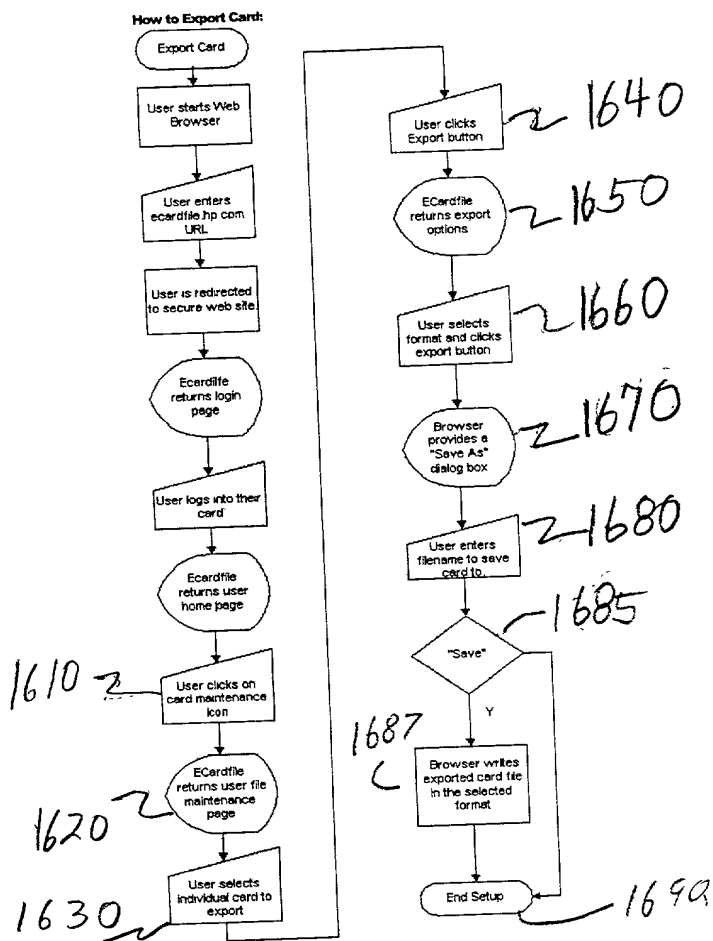 How to Export Card:
Export Card
User starts Web
Browser
User enters
ecardfile.hp.com
URL
User is redirected
to secure web site.
Ecardilfe
returns login
page
User logs into their
card
Ecardfile
returns user
home page
1610
User clicks on
card maintenance
icon
1620
ECardfile
returns user file
maintenance
page
1630
User selects
individual card to
export
User clicks
Export button
1640
ECardfile
returns export
options
1650
User selects
format and clicks
export button
1660
Browser
provides a
"Save As"
dialog box
1670
User enters
filename to save
card to.
1680
"Save"
1685
Y
1687
Browser writes
exported card file
in the selected
format
End Setup
1690